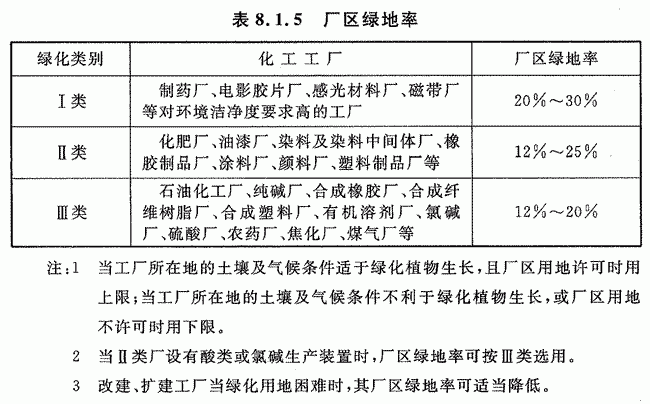 表 8.1.5 厂区绿地率
绿化类别 化工工厂 厂区绿地率
Ⅰ类 制药厂、电影胶片厂、感光材料厂、磁带厂
等对环境洁净度要求高的工厂 20%～30%
Ⅱ类 化肥厂、油漆厂、染料及染料中间体厂、橡
胶制品厂、涂料厂、颜料厂、塑料制品厂等 12%～25%
Ⅲ类 石油化工厂、纯碱厂、合成橡胶厂、合成纤
维树脂厂、合成塑料厂、有机溶剂厂、氯碱
厂、硫酸厂、农药厂、焦化厂、煤气厂等 12%～20%
注:1 当工厂所在地的土壤及气候条件适于绿化植物生长,且厂区用地许可时用
上限;当工厂所在地的土壤及气候条件不利于绿化植物生长,或厂区用地
不许可时用下限。
2 当Ⅱ类厂设有酸类或氯碱生产装置时,厂区绿地率可按Ⅲ类选用。
3 改建、扩建工厂当绿化用地困难时,其厂区绿地率可适当降低。